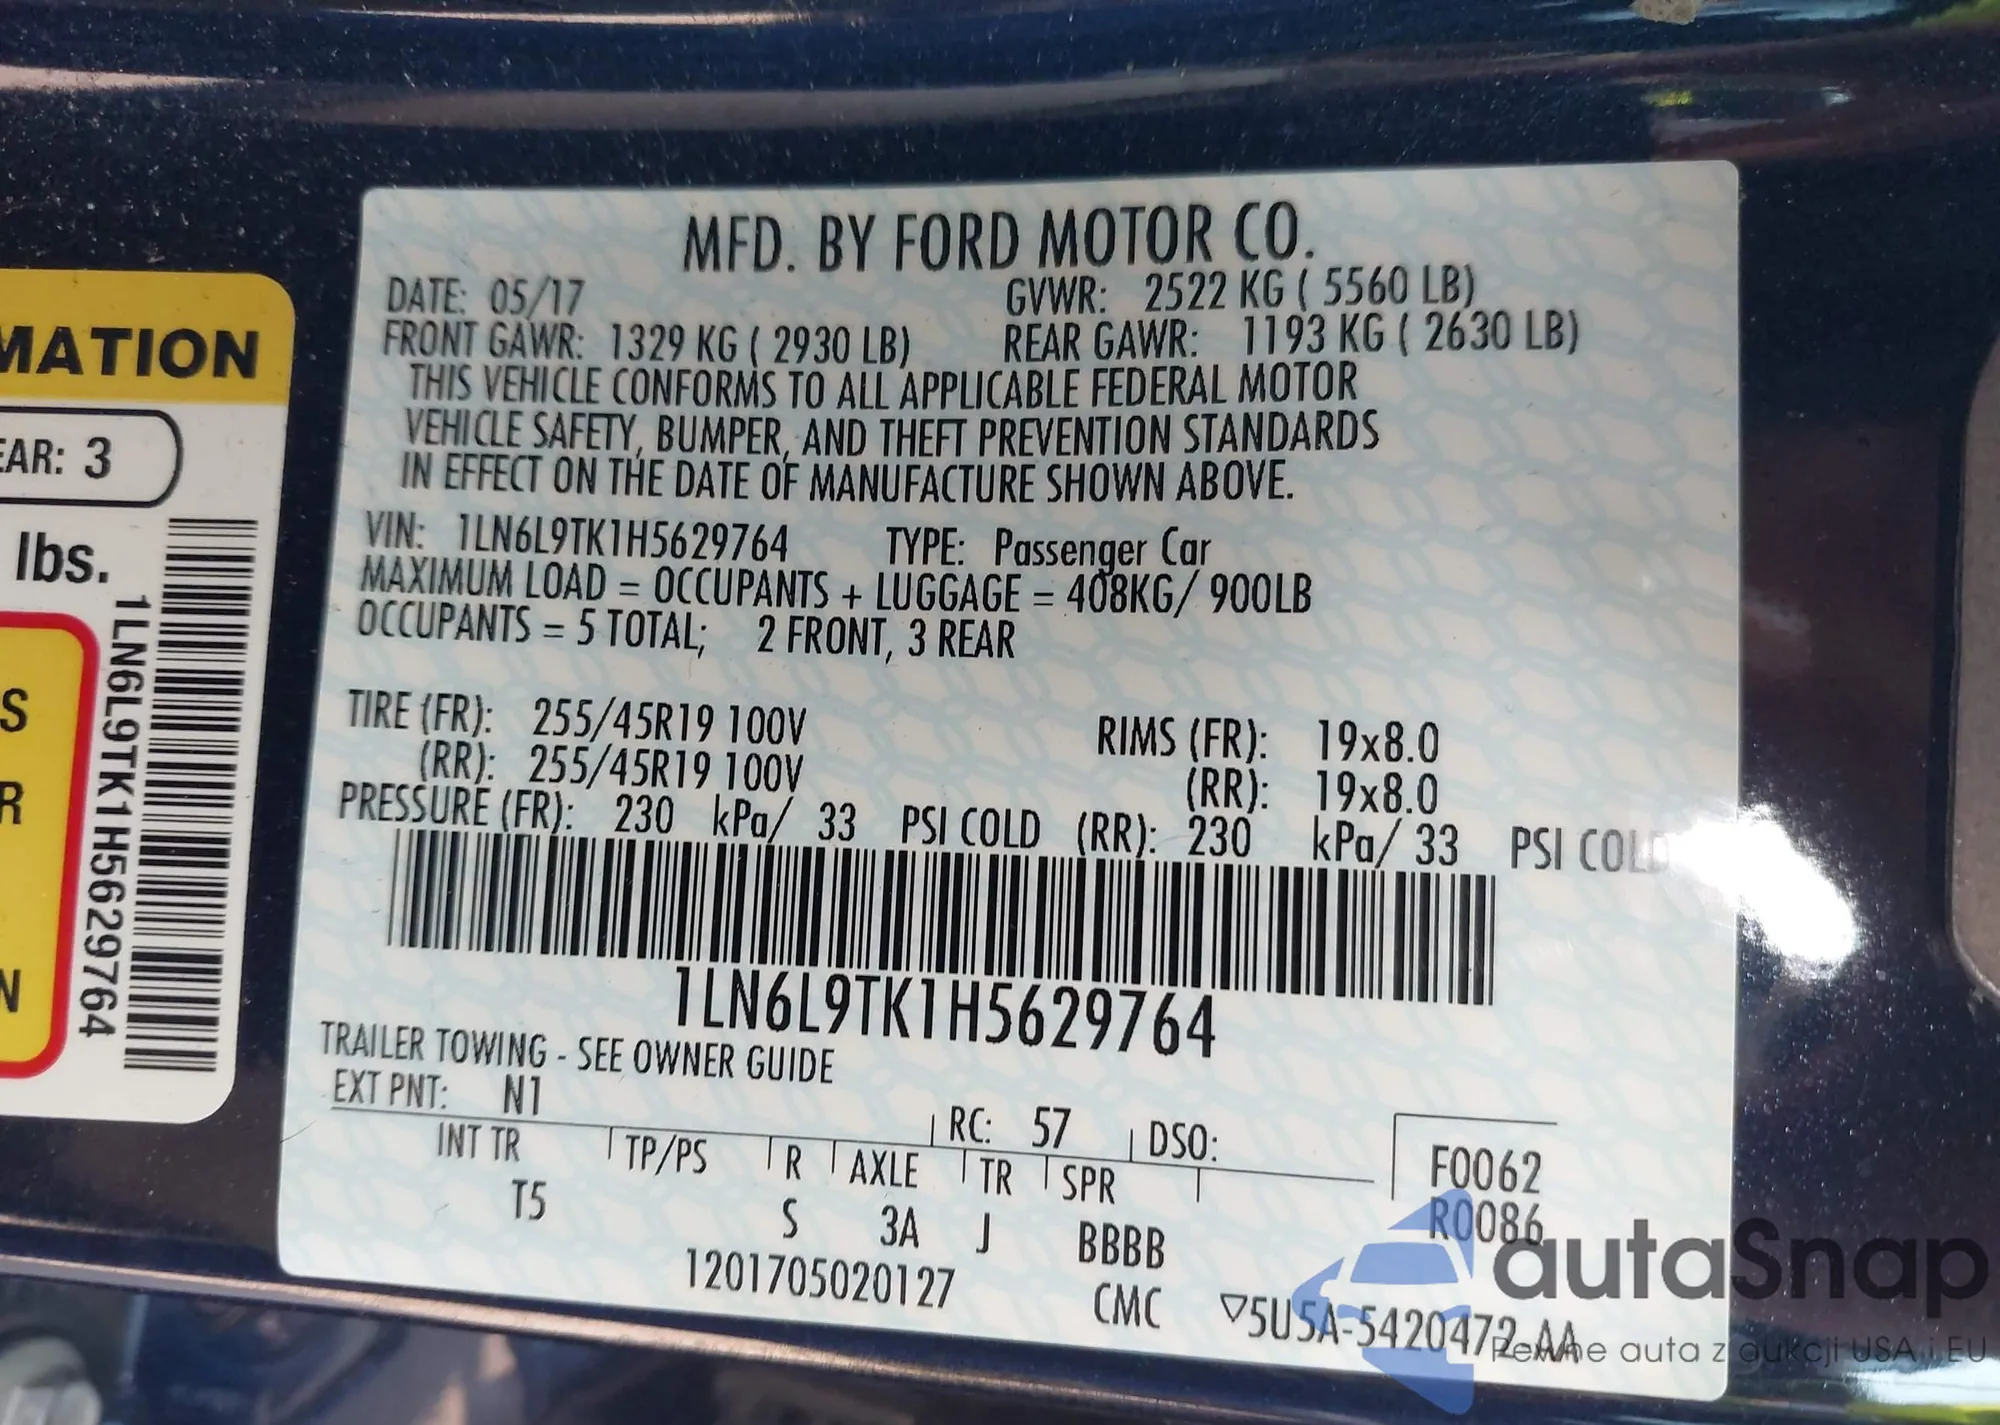 MATION
EAR: 3
lbs.
S
R
N
1LN6L9TK1H5629764
MFD. BY FORD MOTOR CO.
DATE: 05/17 GVWR: 2522 KG ( 5560 LB)
FRONT GAWR: 1329 KG ( 2930 LB) REAR GAWR: 1193 KG ( 2630 LB)
THIS VEHICLE CONFORMS TO ALL APPLICABLE FEDERAL MOTOR
VEHICLE SAFETY, BUMPER, AND THEFT PREVENTION STANDARDS
IN EFFECT ON THE DATE OF MANUFACTURE SHOWN ABOVE.
VIN: 1LN6L9TK1H5629764 TYPE: Passenger Car
MAXIMUM LOAD = OCCUPANTS + LUGGAGE = 408KG/ 900LB
OCCUPANTS = 5 TOTAL; 2 FRONT, 3 REAR
TIRE (FR): 255/45R19 100V RIMS (FR): 19x8.0
(RR): 255/45R19 100V (RR): 19x8.0
PRESSURE (FR): 230 kPa/ 33 PSI COLD (RR): 230 kPa/ 33 PSI COLD
1LN6L9TK1H5629764
TRAILER TOWING - SEE OWNER GUIDE
EXT PNT: N1 RC: 57 DSO:
INT TR TP/PS R AXLE TR SPR F0062
T5 S 3A J BBBB R0086
1201705020127 CMC ▽5U5A-5420472-AA
autaSnap
Pewne auta z aukcji USA i EU